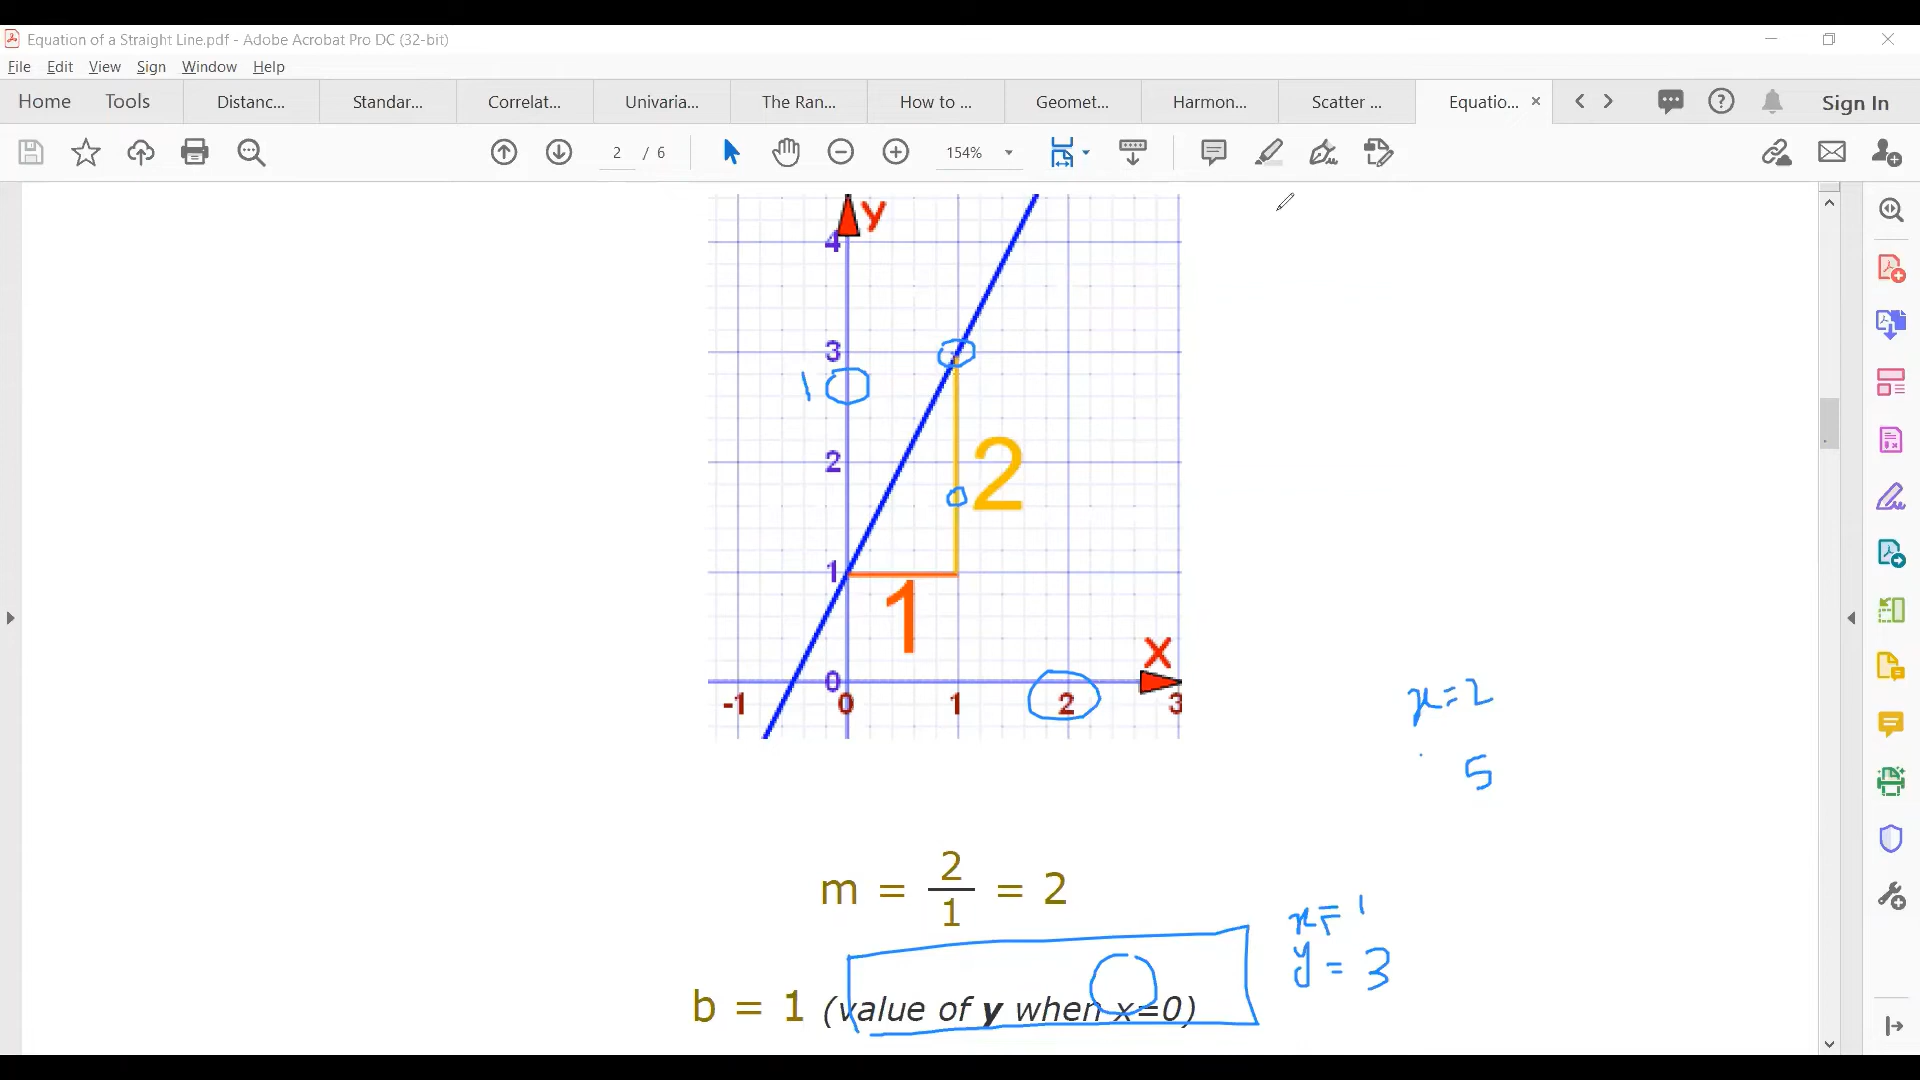 Equation of a Straight Line.pdf - Adobe Acrobat Pro DC (32-bit)
File Edit View Sign Window Help
Home Tools Distanc... Standar... Correlat... Univaria... The Ran... How to ... Geomet... Harmon... Scatter ... Equatio... × Sign In
2 / 6 154%
y
4
3
1
2
2
1
1
x
0
-1 0 1 2 3
x=2
5
m = 2/1 = 2
x= 1
y = 3
b = 1 (value of y when x=0)